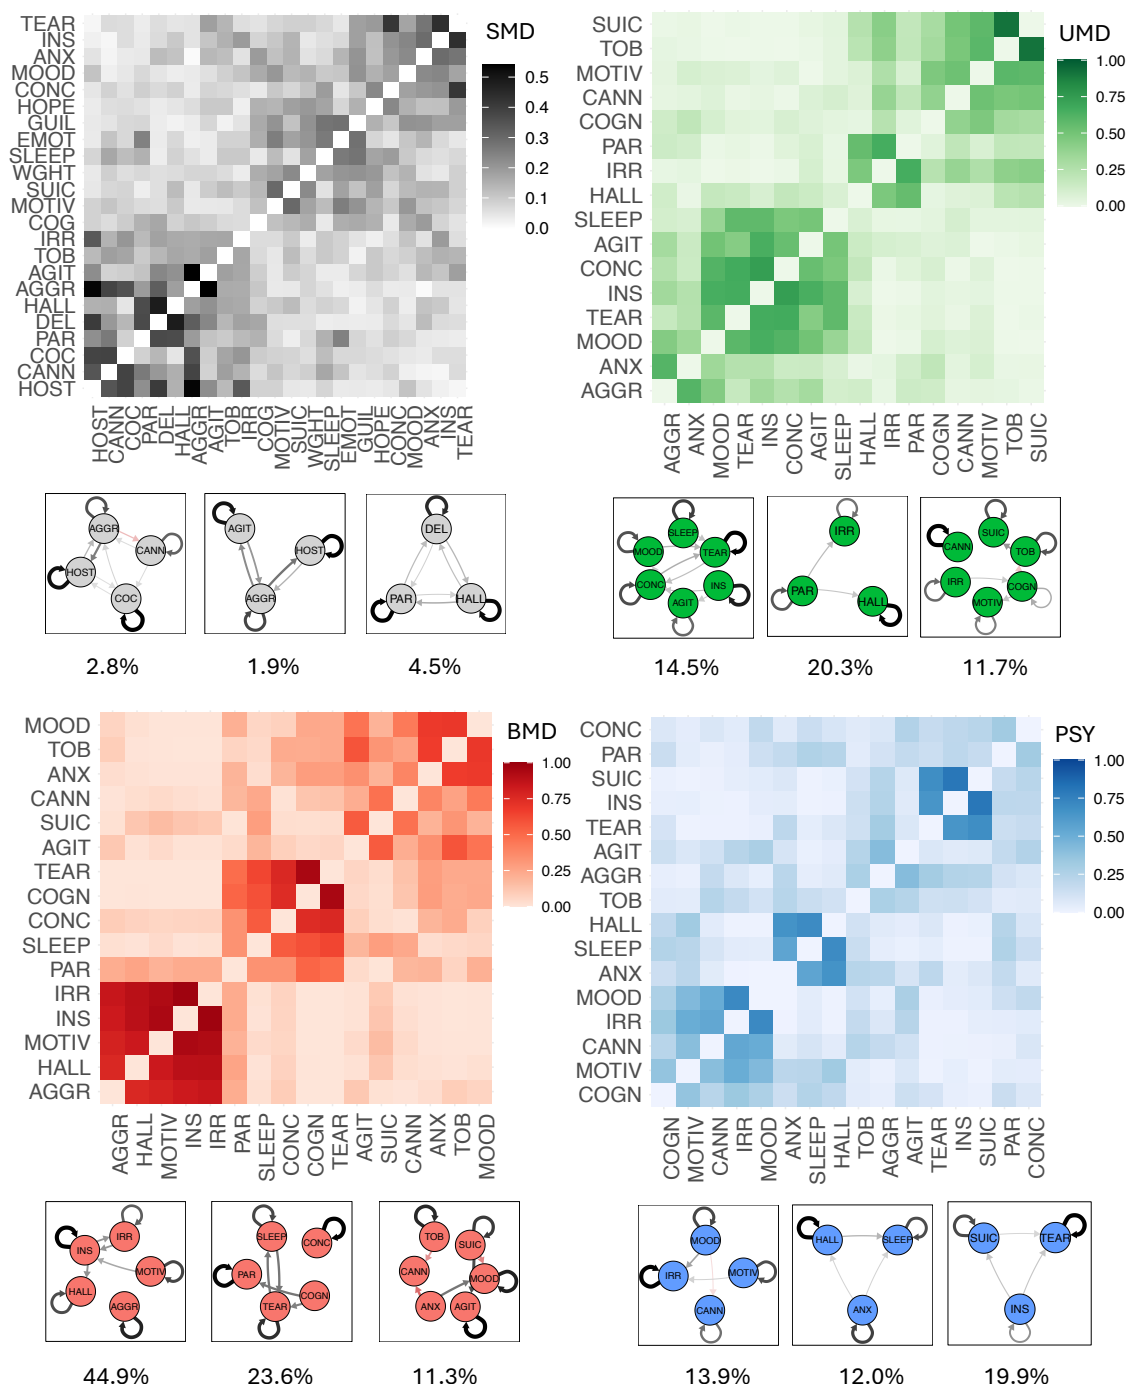 TEAR
INS
ANX
MOOD
CONC
HOPE
GUIL
EMOT
SLEEP
WGHT
SUIC
MOTIV
COG
IRR
TOB
AGIT
AGGR
HALL
DEL
PAR
COC
CANN
HOST
HOST
CANN
COC
PAR
DEL
HALL
AGGR
AGIT
TOB
IRR
COG
MOTIV
SUIC
WGHT
SLEEP
EMOT
GUIL
HOPE
CONC
MOOD
ANX
INS
TEAR
SMD
0.5
0.4
0.3
0.2
0.1
0.0
SUIC
TOB
MOTIV
CANN
COGN
PAR
IRR
HALL
SLEEP
AGIT
CONC
INS
TEAR
MOOD
ANX
AGGR
AGGR
ANX
MOOD
TEAR
INS
CONC
AGIT
SLEEP
HALL
IRR
PAR
COGN
CANN
MOTIV
TOB
SUIC
UMD
1.00
0.75
0.50
0.25
0.00
AGGR
CANN
HOST
COC
2.8%
AGIT
HOST
AGGR
1.9%
DEL
PAR
HALL
4.5%
SLEEP
MOOD
TEAR
CONC
INS
AGIT
14.5%
IRR
PAR
HALL
20.3%
SUIC
CANN
TOB
IRR
COGN
MOTIV
11.7%
MOOD
TOB
ANX
CANN
SUIC
AGIT
TEAR
COGN
CONC
SLEEP
PAR
IRR
INS
MOTIV
HALL
AGGR
AGGR
HALL
MOTIV
INS
IRR
PAR
SLEEP
CONC
COGN
TEAR
AGIT
SUIC
CANN
ANX
TOB
MOOD
BMD
1.00
0.75
0.50
0.25
0.00
CONC
PAR
SUIC
INS
TEAR
AGIT
AGGR
TOB
HALL
SLEEP
ANX
MOOD
IRR
CANN
MOTIV
COGN
COGN
MOTIV
CANN
IRR
MOOD
ANX
SLEEP
HALL
TOB
AGGR
AGIT
TEAR
INS
SUIC
PAR
CONC
PSY
1.00
0.75
0.50
0.25
0.00
IRR
INS
MOTIV
HALL
AGGR
44.9%
SLEEP
CONC
PAR
COGN
TEAR
23.6%
TOB
SUIC
CANN
MOOD
ANX
AGIT
11.3%
MOOD
IRR
MOTIV
CANN
13.9%
HALL
SLEEP
ANX
12.0%
SUIC
TEAR
INS
19.9%